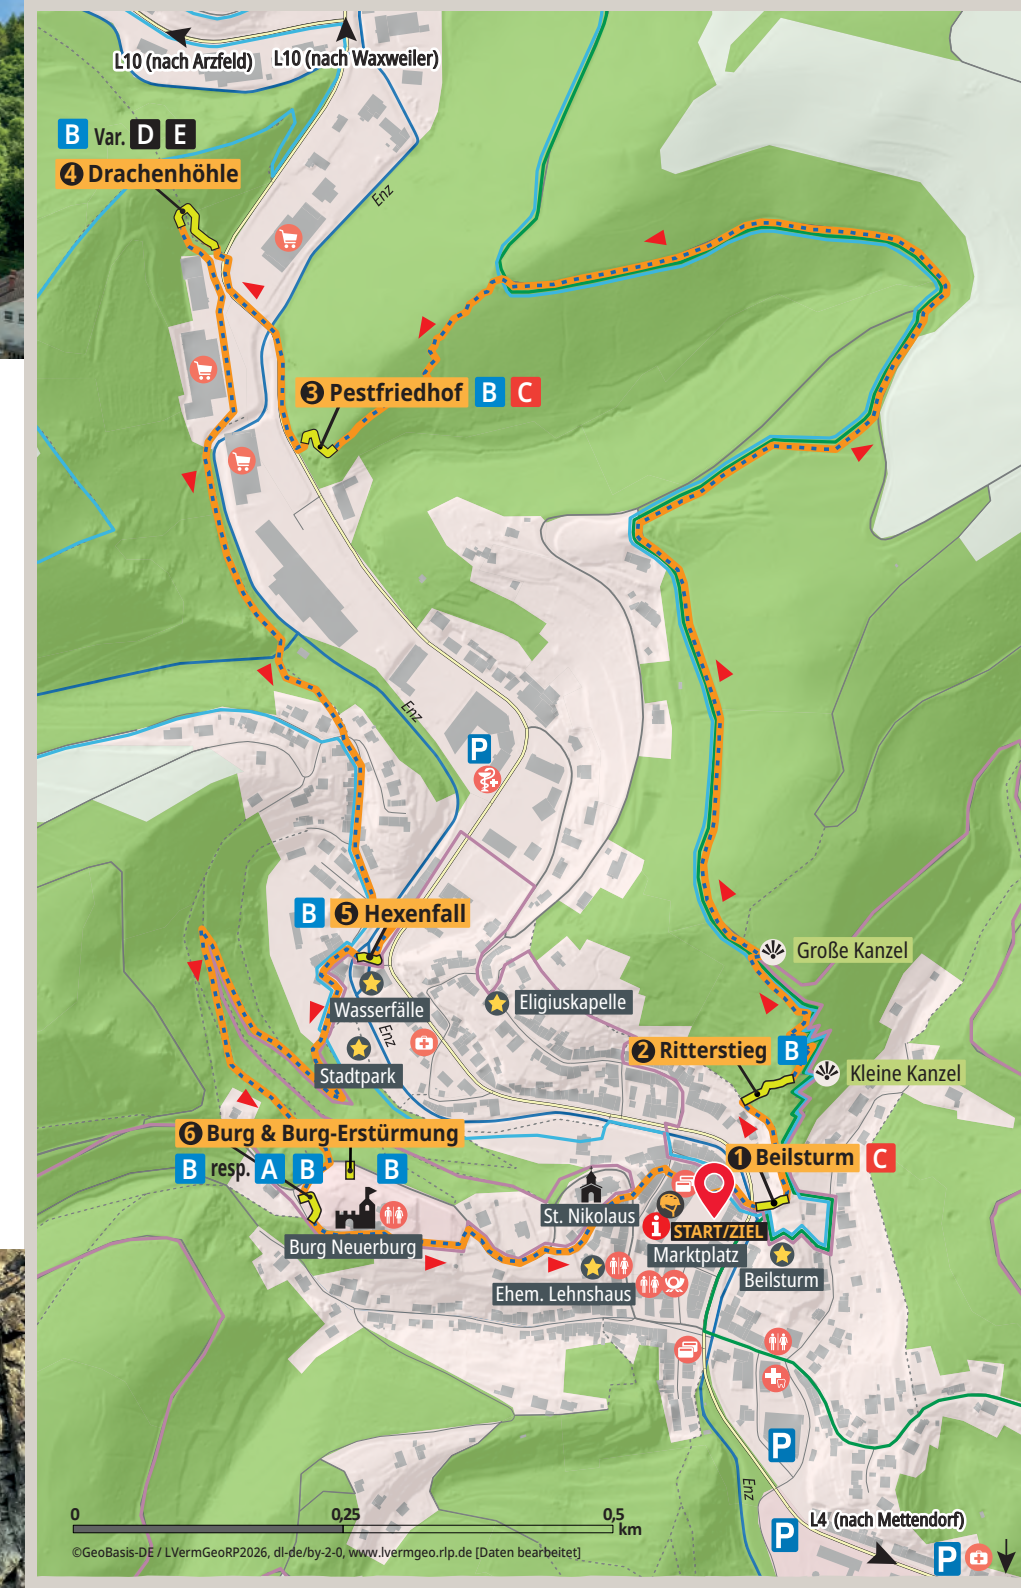 L10 (nach Arzfeld)
L10 (nach Waxweiler)
B Var. D E
4 Drachenhöhle
Enz
3 Pestfriedhof B C
Enz
P
B 5 Hexenfall
Große Kanzel
Wasserfälle
Eligiuskapelle
Enz
2 Ritterstieg B
Kleine Kanzel
Stadtpark
6 Burg & Burg-Erstürmung
B resp. A B B
1 Beilsturm C
St. Nikolaus
i START/ZIEL
Burg Neuerburg
Marktplatz
Beilsturm
Ehem. Lehnshaus
P
Enz
0 0,25 0,5
km
L4 (nach Mettendorf)
P
P
©GeoBasis-DE / LVermGeoRP2026, dl-de/by-2-0, www.lvermgeo.rlp.de [Daten bearbeitet]